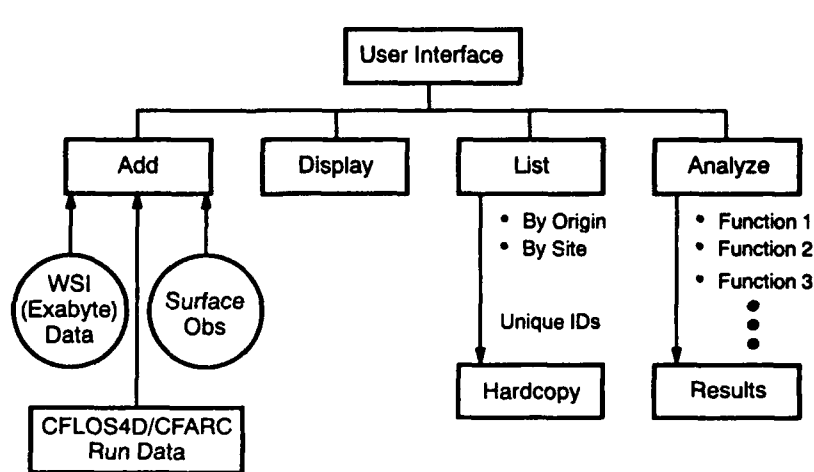 User Interface
Add
Display
List
Analyze
• By Origin
• By Site
• Function 1
• Function 2
• Function 3
WSI
(Exabyte)
Data
Surface
Obs
Unique IDs
Hardcopy
Results
CFLOS4D/CFARC
Run Data